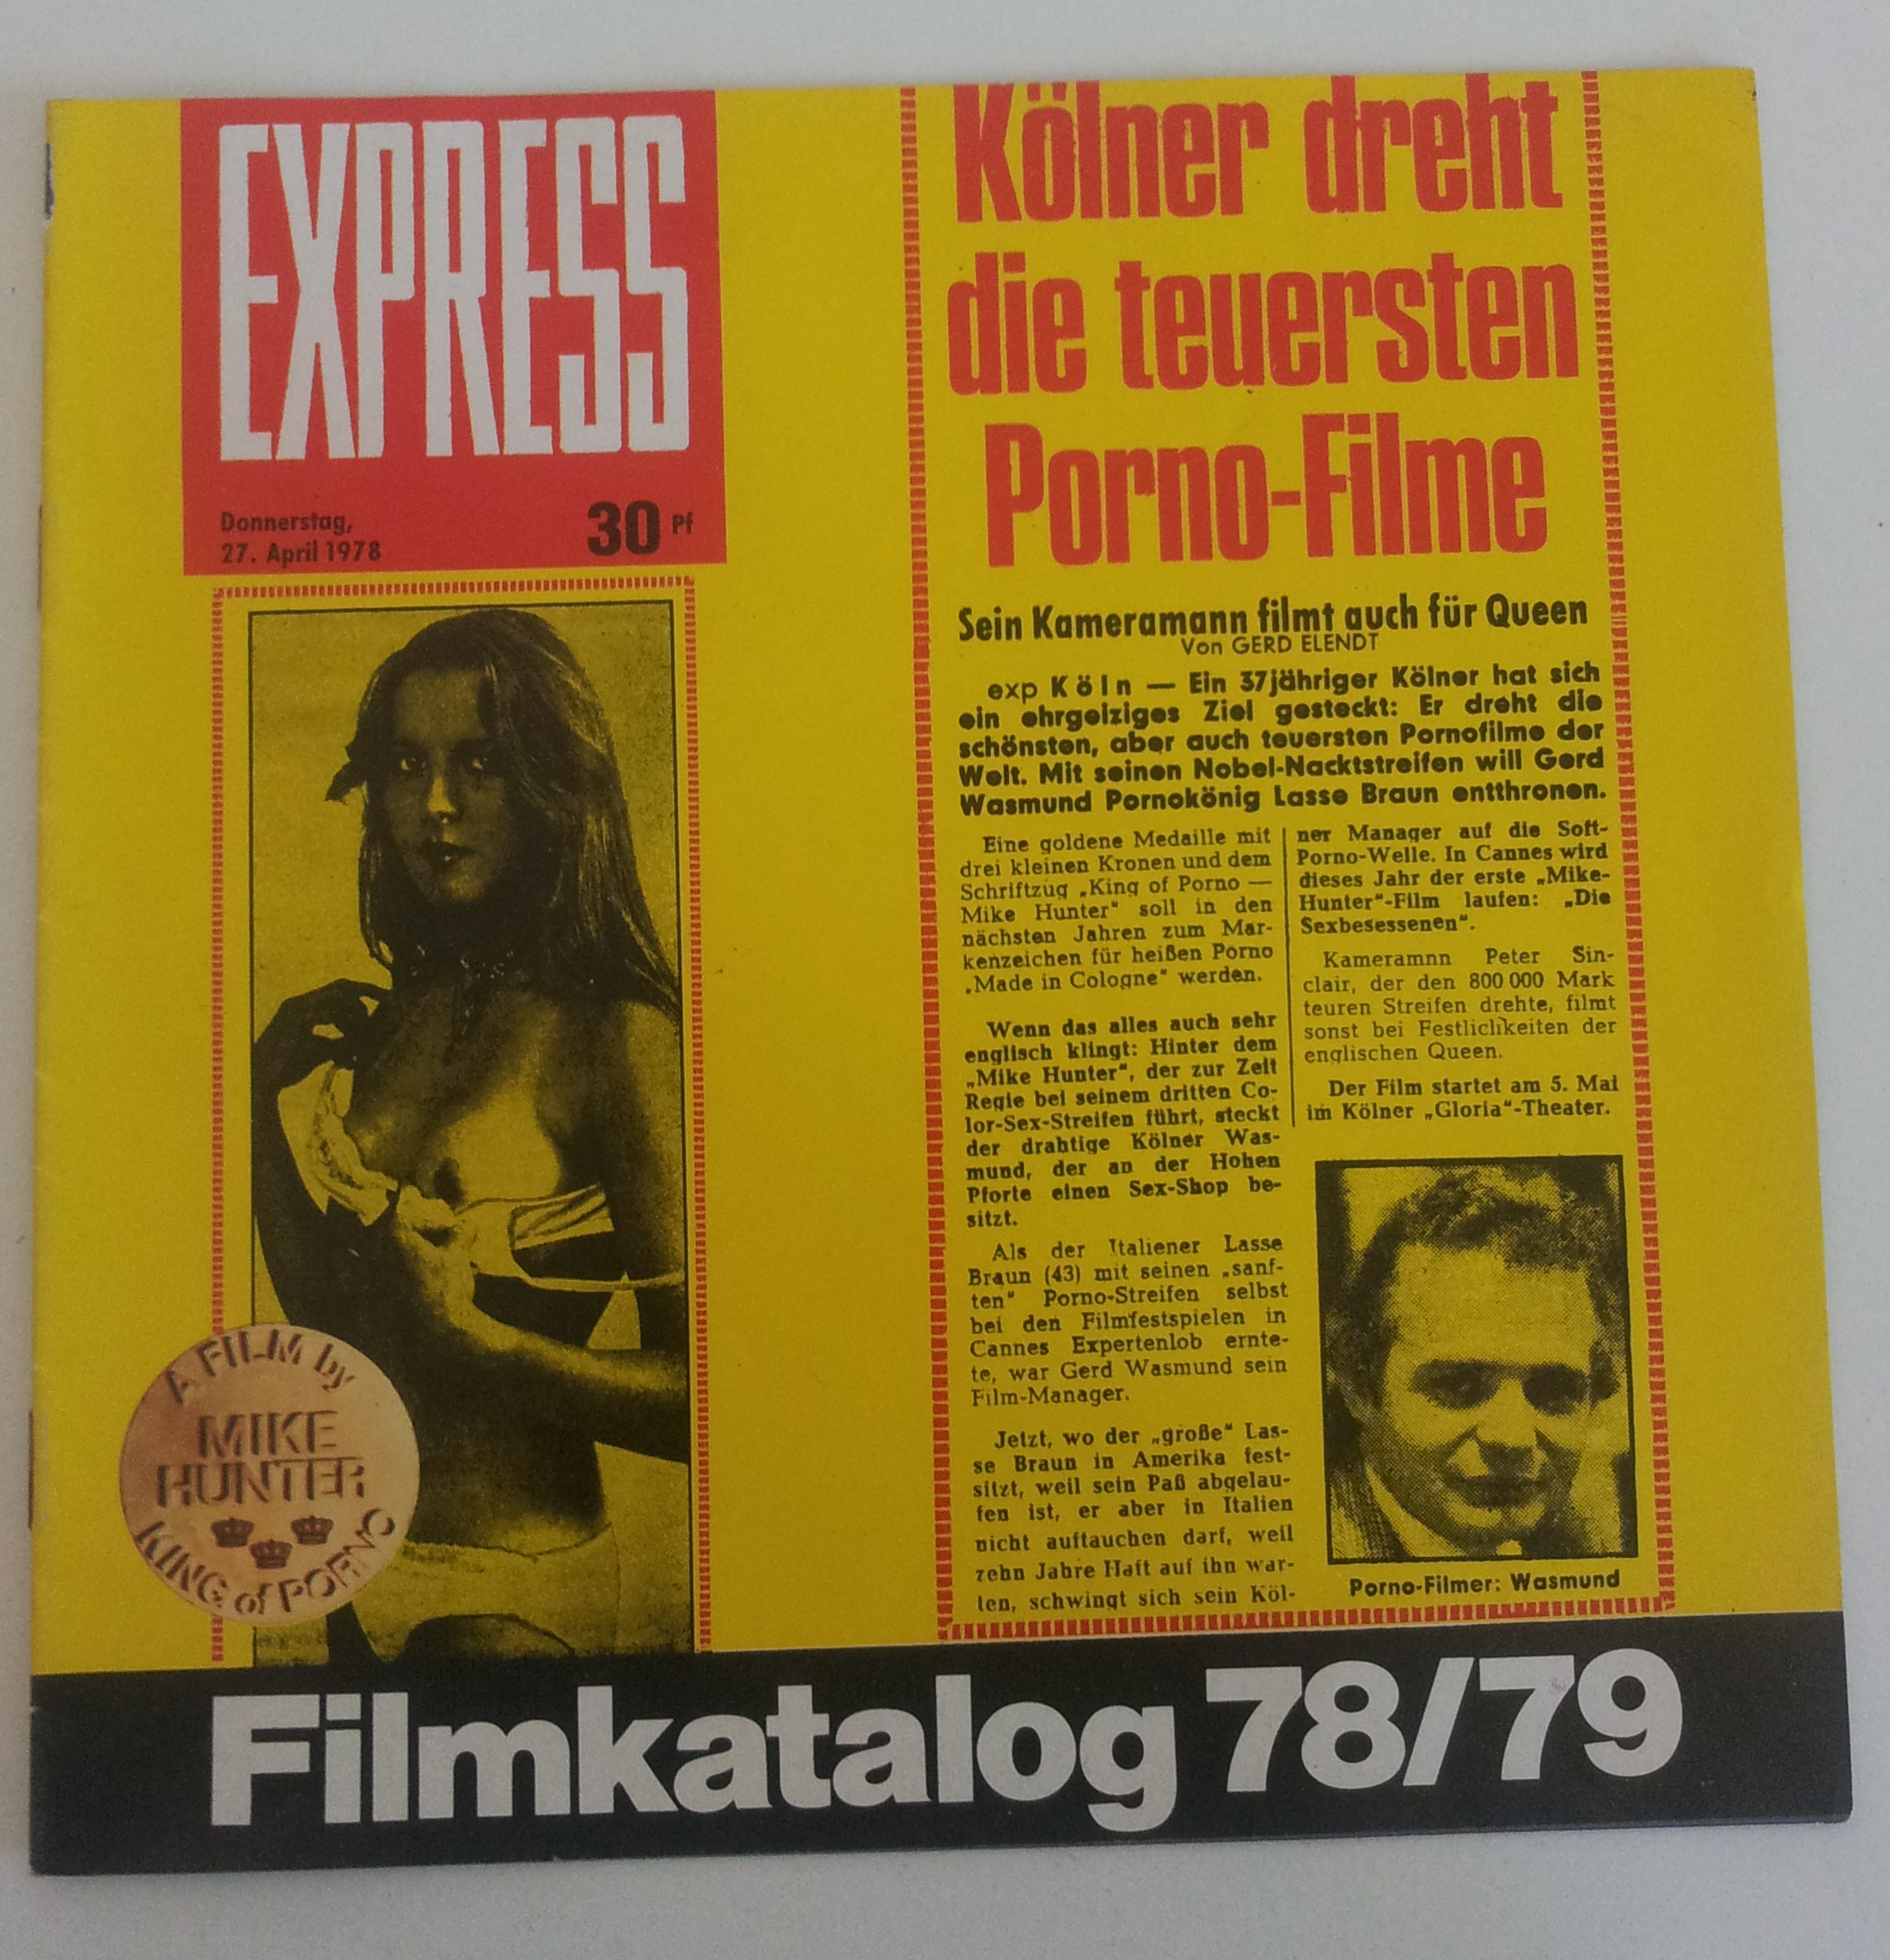 EXPRESS
Donnerstag,
27. April 1978
30 Pf
A FILM by
MIKE
HUNTER
KING of PORNO
Kölner dreht
die teuersten
Porno-Filme
Sein Kameramann filmt auch für Queen
Von GERD ELENDT
exp Köln — Ein 37jähriger Kölner hat sich
ein ehrgeiziges Ziel gesteckt: Er dreht die
schönsten, aber auch teuersten Pornofilme der
Welt. Mit seinen Nobel-Nacktstreifen will Gerd
Wasmund Pornokönig Lasse Braun entthronen.
Eine goldene Medaille mit
drei kleinen Kronen und dem
Schriftzug „King of Porno —
Mike Hunter" soll in den
nächsten Jahren zum Mar-
kenzeichen für heißen Porno
„Made in Cologne" werden.
Wenn das alles auch sehr
englisch klingt: Hinter dem
„Mike Hunter", der zur Zeit
Regie bei seinem dritten Co-
lor-Sex-Streifen führt, steckt
der drahtige Kölner Was-
mund, der an der Hohen
Pforte einen Sex-Shop be-
sitzt.
Als der Italiener Lasse
Braun (43) mit seinen „sanf-
ten" Porno-Streifen selbst
bei den Filmfestspielen in
Cannes Expertenlob ernte-
te, war Gerd Wasmund sein
Film-Manager.
Jetzt, wo der „große" Las-
se Braun in Amerika fest-
sitzt, weil sein Paß abgelau-
fen ist, er aber in Italien
nicht auftauchen darf, weil
zehn Jahre Haft auf ihn war-
ten, schwingt sich sein Köl-
ner Manager auf die Soft-
Porno-Welle. In Cannes wird
dieses Jahr der erste „Mike-
Hunter"-Film laufen: „Die
Sexbesessenen".
Kameramnn Peter Sin-
clair, der den 800 000 Mark
teuren Streifen drehte, filmt
sonst bei Festlichkeiten der
englischen Queen.
Der Film startet am 5. Mai
im Kölner „Gloria"-Theater.
Porno-Filmer: Wasmund
Filmkatalog 78/79